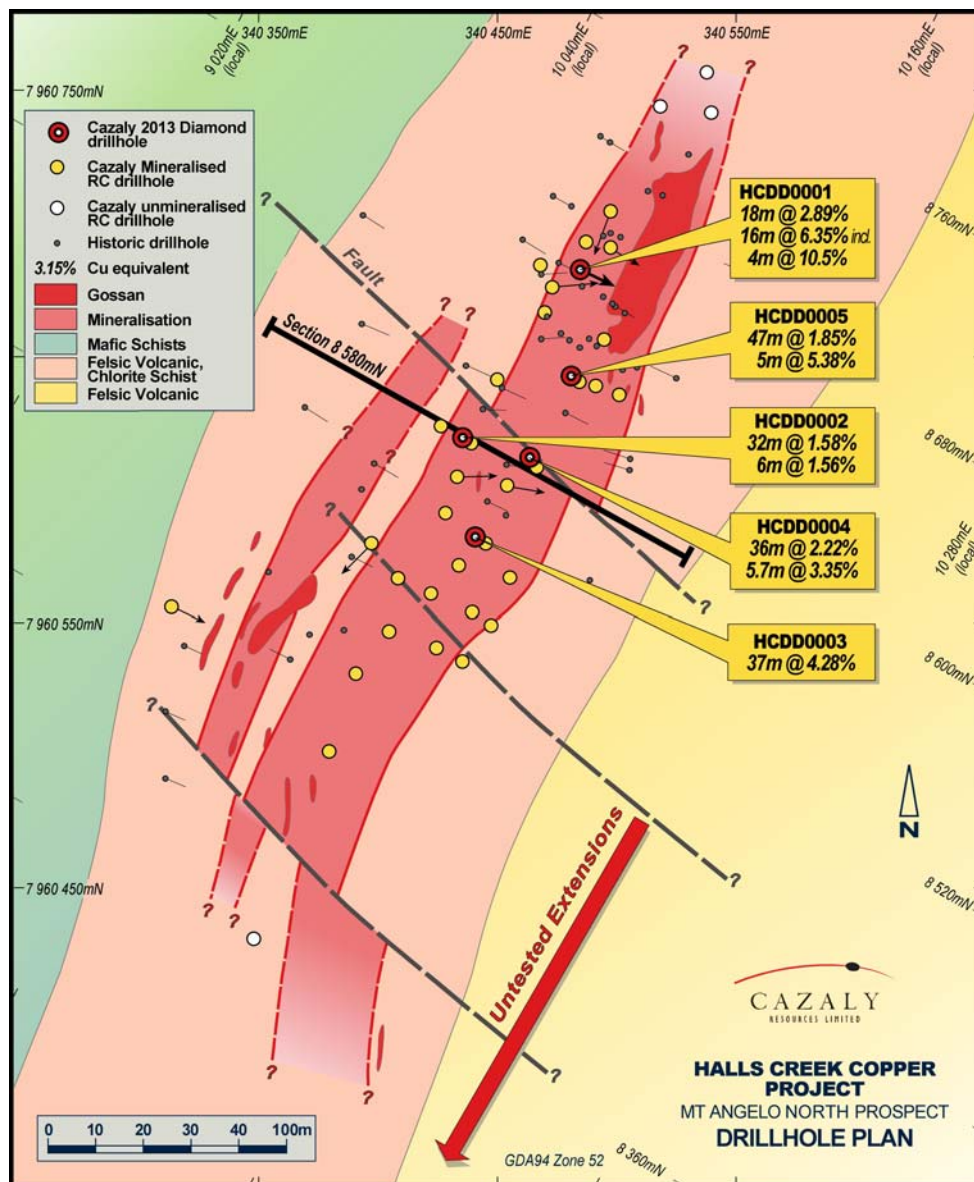 9 020mE
(local)
340 350mE
340 450mE
10 040mE
(local)
340 550mE
10 160mE
(local)
7 960 750mN
Cazaly 2013 Diamond
drillhole
Cazaly Mineralised
RC drillhole
Cazaly unmineralised
RC drillhole
Historic drillhole
3.15% Cu equivalent
Gossan
Mineralisation
Mafic Schists
Felsic Volcanic,
Chlorite Schist
Felsic Volcanic
? ?
?
Fault
? ?
Section 8 580mN
HCDD0001
18m @ 2.89%
16m @ 6.35% incl.
4m @ 10.5%
8 760mN
HCDD0005
47m @ 1.85%
5m @ 5.38%
HCDD0002
32m @ 1.58%
6m @ 1.56%
8 680mN
? ?
?
HCDD0004
36m @ 2.22%
5.7m @ 3.35%
10 280mE
(local)
?
7 960 550mN
HCDD0003
37m @ 4.28%
8 600mN
?
N
Untested Extensions
7 960 450mN
?
8 520mN
? ?
?
? ?
CAZALY
RESOURCES LIMITED
HALLS CREEK COPPER
PROJECT
MT ANGELO NORTH PROSPECT
DRILLHOLE PLAN
0 10 20 30 40 100m
GDA94 Zone 52
8 360mN